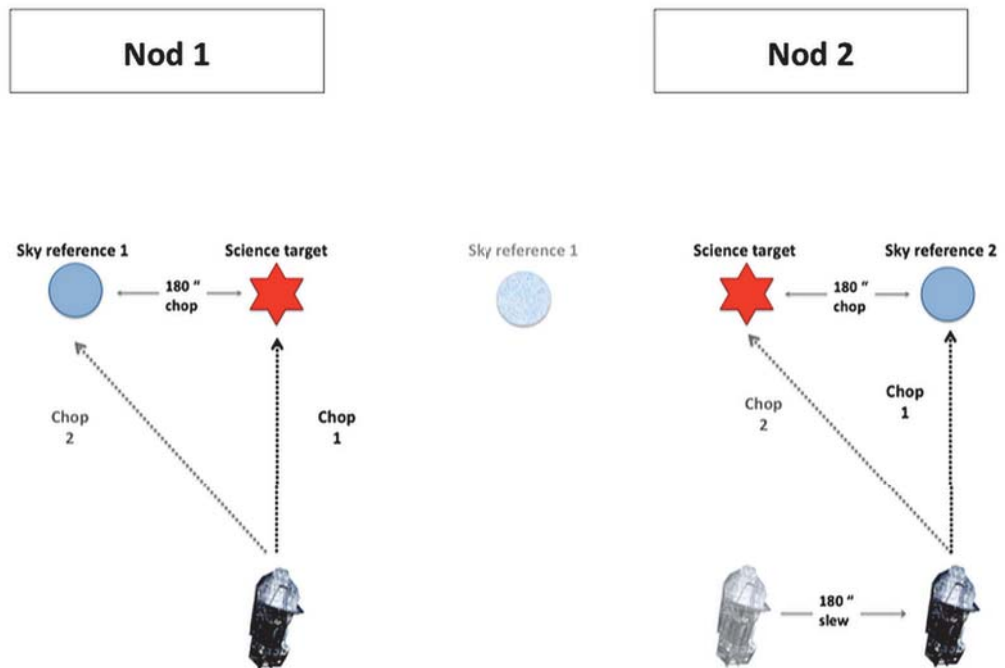 Nod 1
Nod 2
Sky reference 1
Science target
Sky reference 1
Science target
Sky reference 2
180 “
chop
180 “
chop
Chop
2
Chop
1
Chop
2
Chop
1
180 “
slew